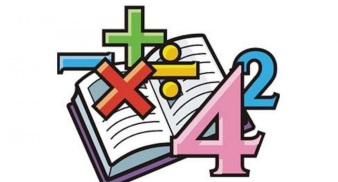 +
− × ÷
4²